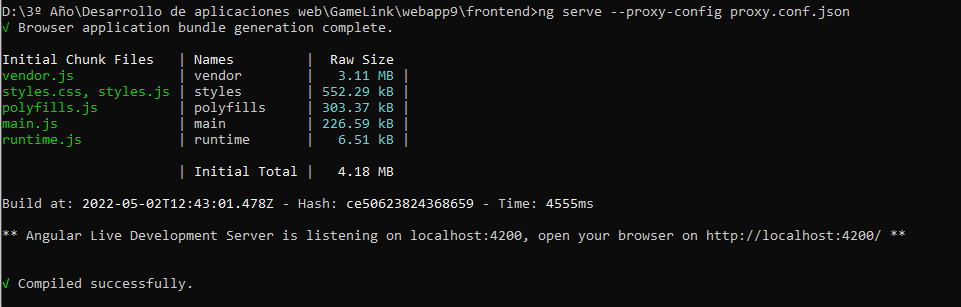 D:\3º Año\Desarrollo de aplicaciones web\GameLink\webapp9\frontend>ng serve --proxy-config proxy.conf.json
√ Browser application bundle generation complete.
Initial Chunk Files | Names | Raw Size
vendor.js | vendor | 3.11 MB |
styles.css, styles.js | styles | 552.29 kB |
polyfills.js | polyfills | 303.37 kB |
main.js | main | 226.59 kB |
runtime.js | runtime | 6.51 kB |
| Initial Total | 4.18 MB
Build at: 2022-05-02T12:43:01.478Z - Hash: ce50623824368659 - Time: 4555ms
** Angular Live Development Server is listening on localhost:4200, open your browser on http://localhost:4200/ **
√ Compiled successfully.